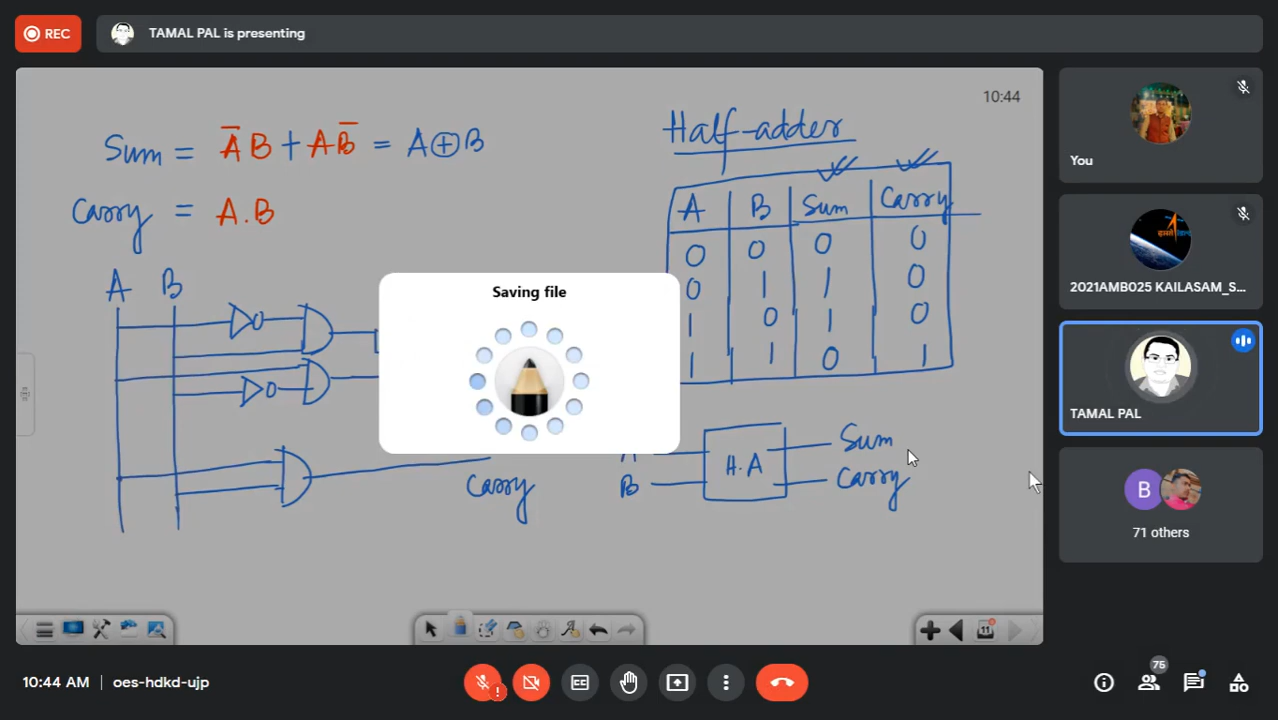 REC
TAMAL PAL is presenting
10:44
Sum = A̅B + AB̅ = A⊕B
Carry = A.B
A B
Carry
Half-adder
A B Sum Carry
0 0 0 0
0 1 1 0
1 0 1 0
1 1 0 1
Saving file
H.A
Sum
B
Carry
You
2021AMB025 KAILASAM_S...
TAMAL PAL
B
71 others
11
10:44 AM | oes-hdkd-ujp
CC
75